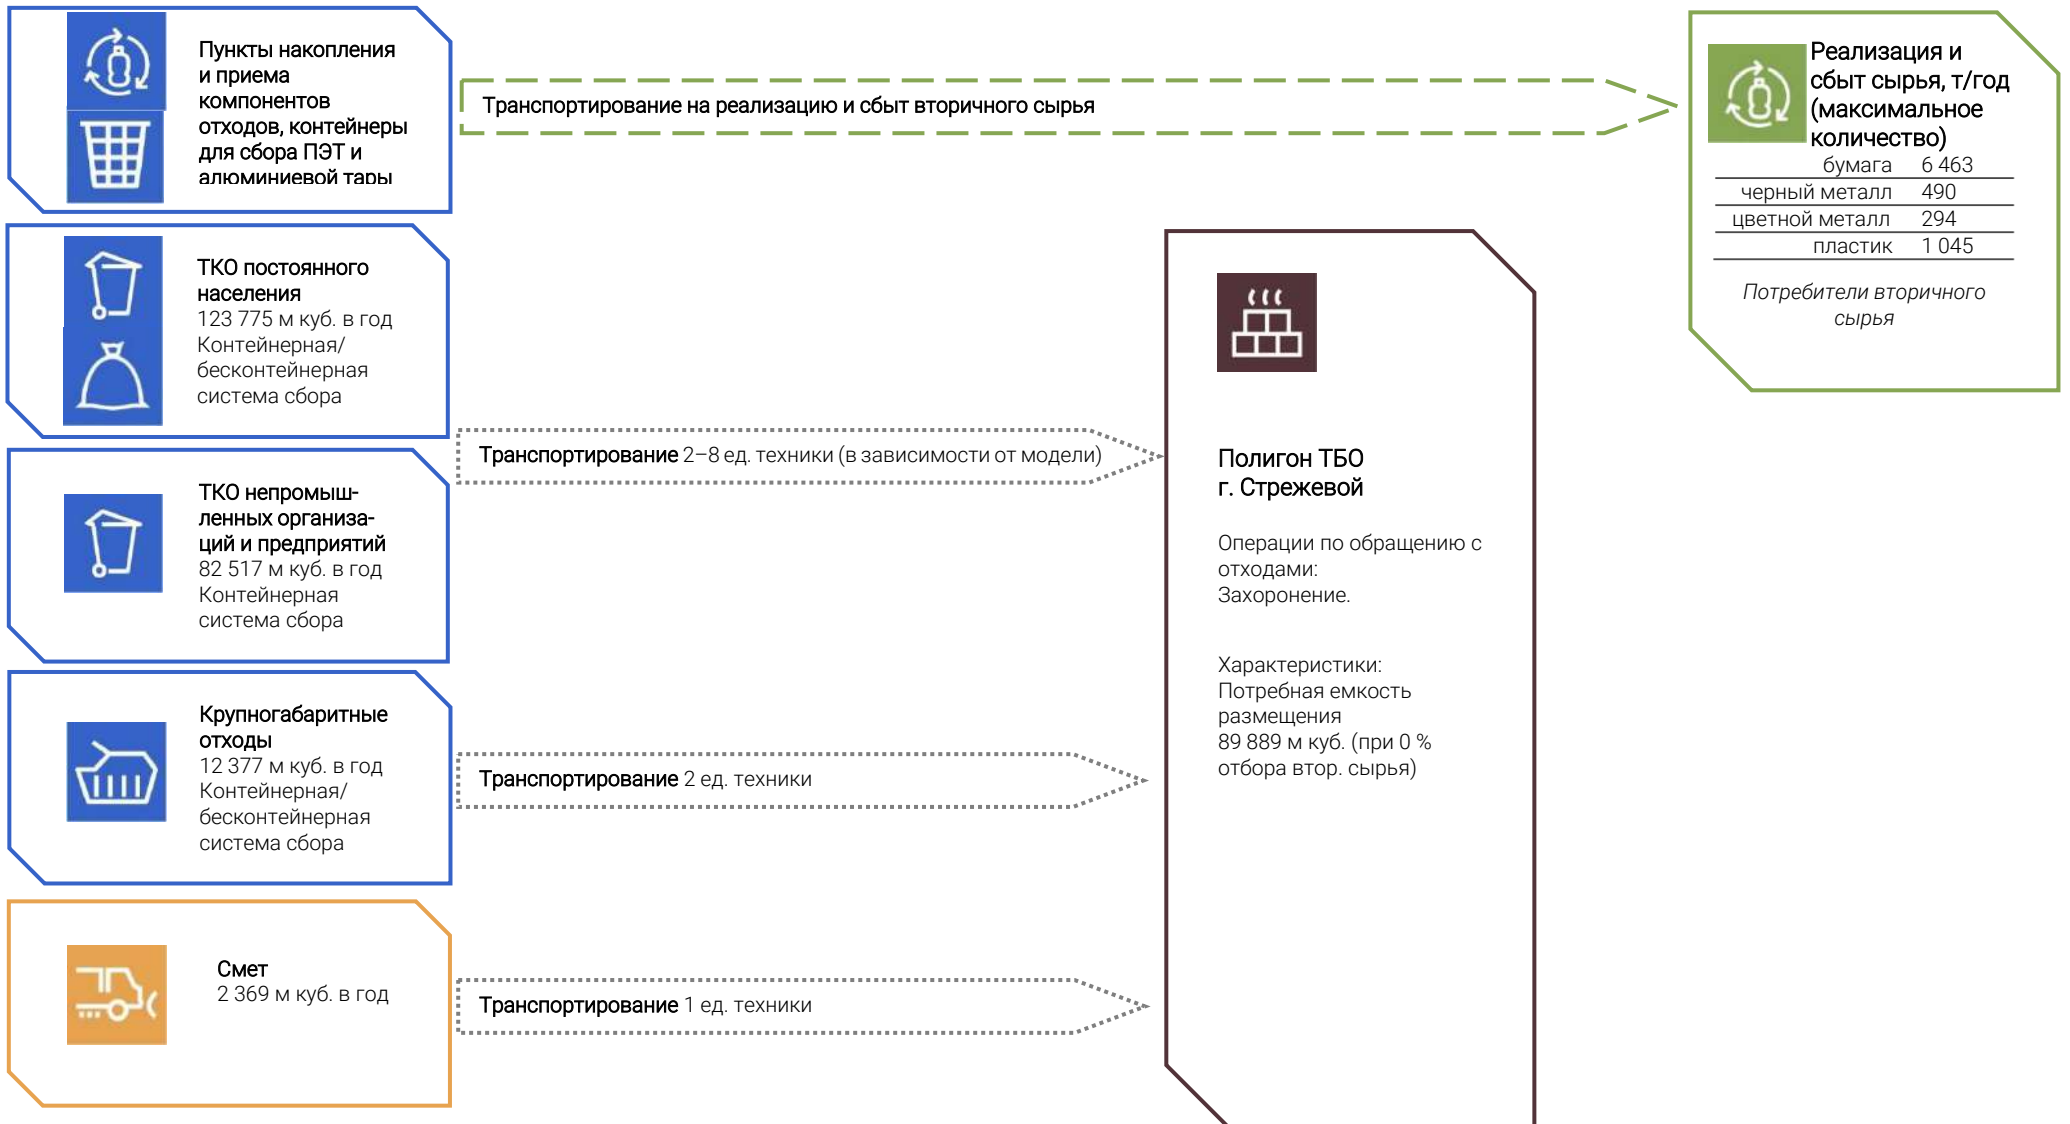 Пункты накопления
и приема
компонентов
отходов, контейнеры
для сбора ПЭТ и
алюминиевой тары
Транспортирование на реализацию и сбыт вторичного сырья
Реализация и
сбыт сырья, т/год
(максимальное
количество)
бумага 6 463
черный металл 490
цветной металл 294
пластик 1 045
Потребители вторичного
сырья
ТКО постоянного
населения
123 775 м куб. в год
Контейнерная/
бесконтейнерная
система сбора
Транспортирование 2–8 ед. техники (в зависимости от модели)
ТКО непромыш-
ленных организа-
ций и предприятий
82 517 м куб. в год
Контейнерная
система сбора
Крупногабаритные
отходы
12 377 м куб. в год
Контейнерная/
бесконтейнерная
система сбора
Транспортирование 2 ед. техники
Смет
2 369 м куб. в год
Транспортирование 1 ед. техники
Полигон ТБО
г. Стрежевой
Операции по обращению с
отходами:
Захоронение.
Характеристики:
Потребная емкость
размещения
89 889 м куб. (при 0 %
отбора втор. сырья)